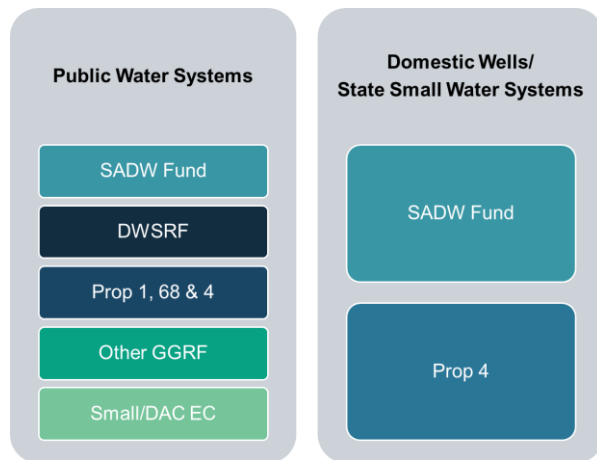 Public Water Systems
SADW Fund
DWSRF
Prop 1, 68 & 4
Other GGRF
Small/DAC EC
Domestic Wells/
State Small Water Systems
SADW Fund
Prop 4